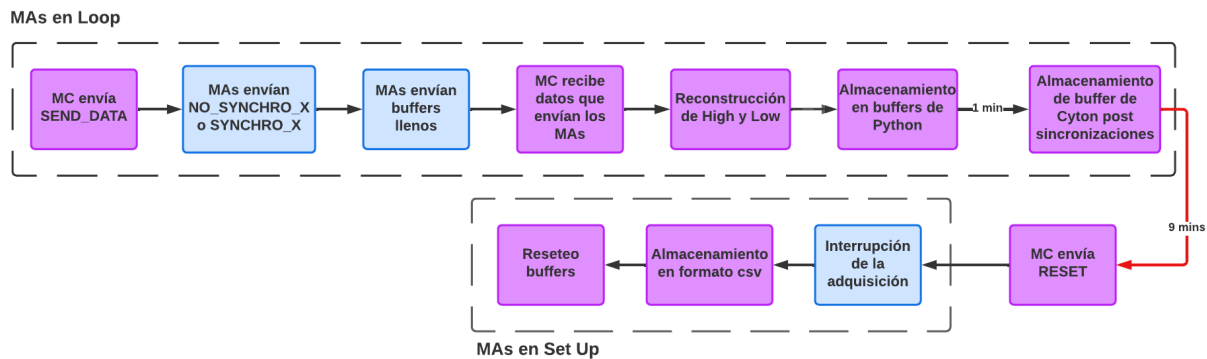 MAs en Loop
MC envía
SEND_DATA
MAs envían
NO_SYNCHRO_X
o SYNCHRO_X
MAs envían
buffers
llenos
MC recibe
datos que
envían los
MAs
Reconstrucción
de High y Low
Almacenamiento
en buffers de
Python
1 min
Almacenamiento
de buffer de
Cyton post
sincronizaciones
9 mins
MC envía
RESET
Interrupción
de la
adquisición
Almacenamiento
en formato csv
Reseteo
buffers
MAs en Set Up